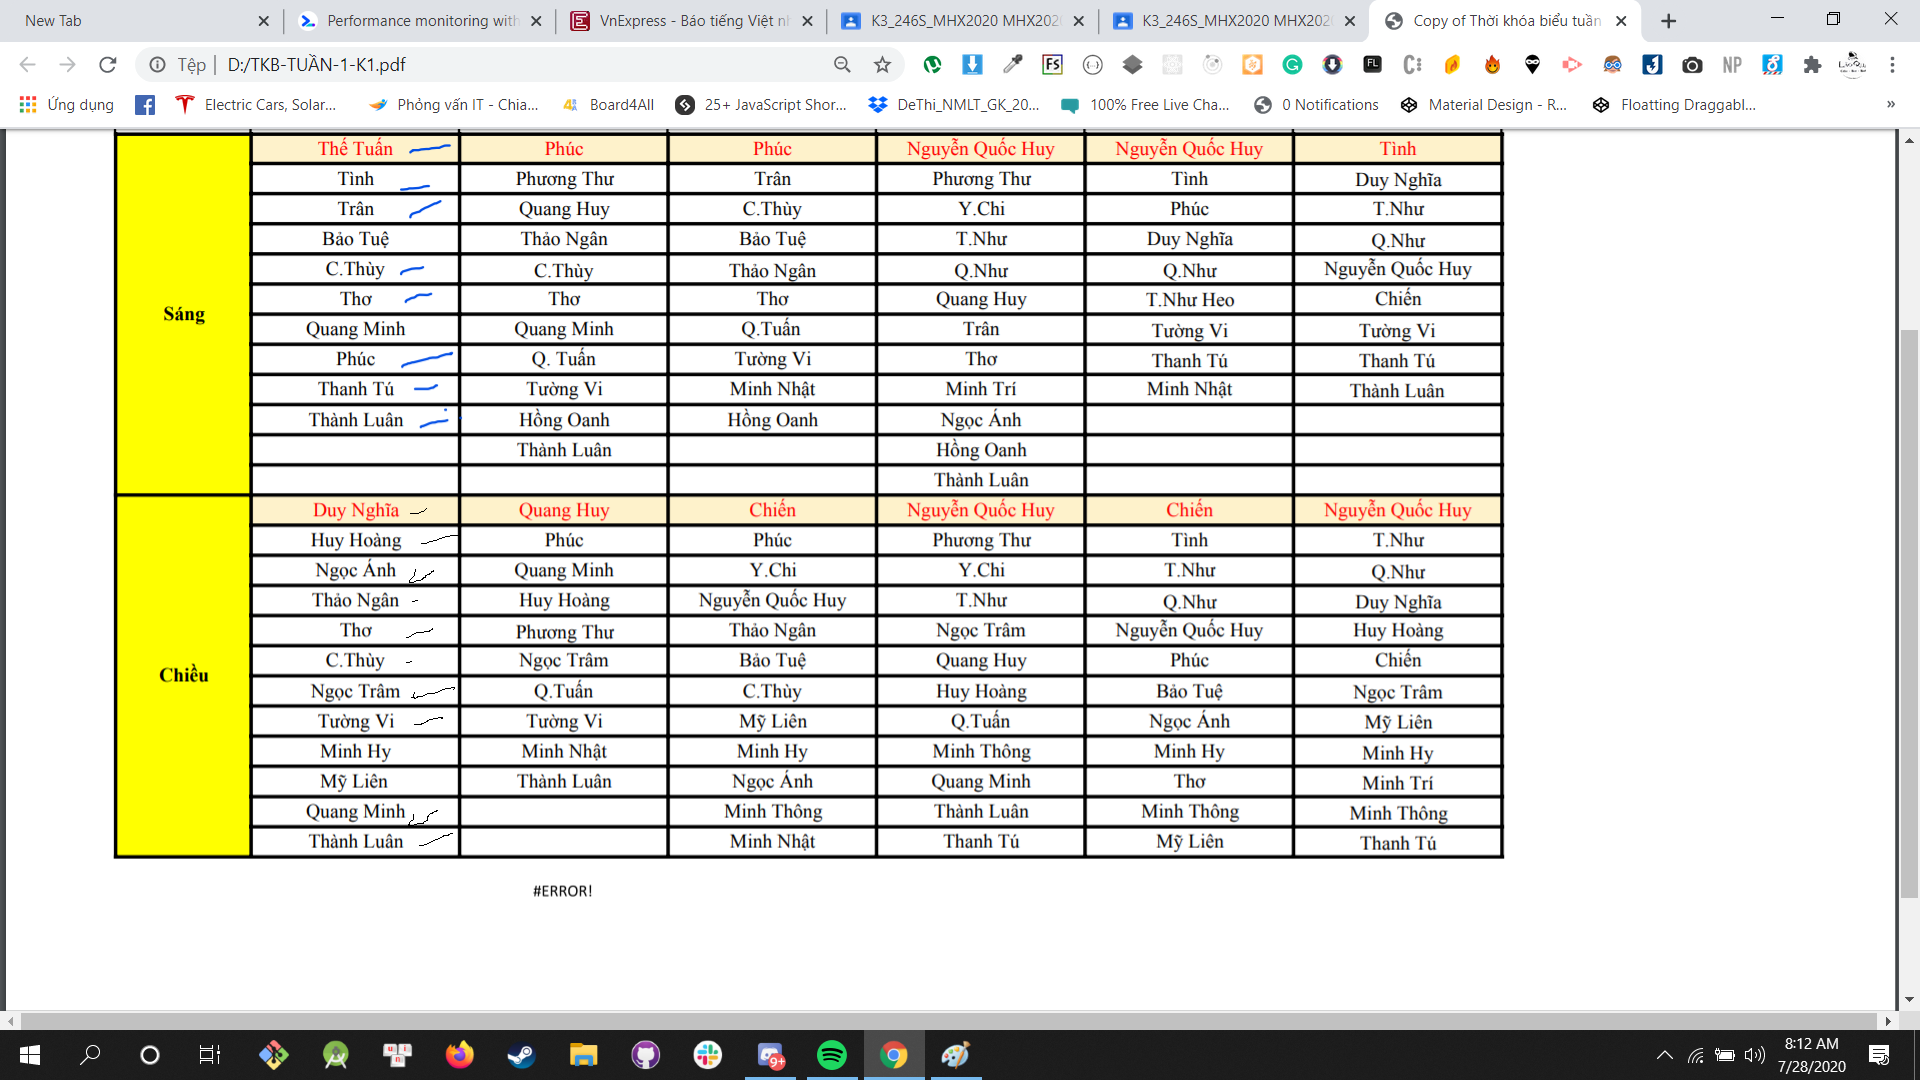 New Tab
Performance monitoring with
VnExpress - Báo tiếng Việt nh
K3_246S_MHX2020 MHX202
K3_246S_MHX2020 MHX2020
Copy of Thời khóa biểu tuần
Tệp | D:/TKB-TUẦN-1-K1.pdf
Ứng dụng
Electric Cars, Solar...
Phỏng vấn IT - Chia...
Board4All
25+ JavaScript Shor...
DeThi_NMLT_GK_20...
100% Free Live Cha...
0 Notifications
Material Design - R...
Floatting Draggabl...
»
Sáng
Thế Tuấn Phúc Phúc Nguyễn Quốc Huy Nguyễn Quốc Huy Tình
Tình Phương Thư Trân Phương Thư Tình Duy Nghĩa
Trân Quang Huy C.Thùy Y.Chi Phúc T.Như
Bảo Tuệ Thảo Ngân Bảo Tuệ T.Như Duy Nghĩa Q.Như
C.Thùy C.Thùy Thảo Ngân Q.Như Q.Như Nguyễn Quốc Huy
Thơ Thơ Thơ Quang Huy T.Như Heo Chiến
Quang Minh Quang Minh Q.Tuấn Trân Tường Vi Tường Vi
Phúc Q. Tuấn Tường Vi Thơ Thanh Tú Thanh Tú
Thanh Tú Tường Vi Minh Nhật Minh Trí Minh Nhật Thành Luân
Thành Luân Hồng Oanh Hồng Oanh Ngọc Ánh
Thành Luân Hồng Oanh
Thành Luân
Chiều
Duy Nghĩa Quang Huy Chiến Nguyễn Quốc Huy Chiến Nguyễn Quốc Huy
Huy Hoàng Phúc Phúc Phương Thư Tình T.Như
Ngọc Ánh Quang Minh Y.Chi Y.Chi T.Như Q.Như
Thảo Ngân Huy Hoàng Nguyễn Quốc Huy T.Như Q.Như Duy Nghĩa
Thơ Phương Thư Thảo Ngân Ngọc Trâm Nguyễn Quốc Huy Huy Hoàng
C.Thùy Ngọc Trâm Bảo Tuệ Quang Huy Phúc Chiến
Ngọc Trâm Q.Tuấn C.Thùy Huy Hoàng Bảo Tuệ Ngọc Trâm
Tường Vi Tường Vi Mỹ Liên Q.Tuấn Ngọc Ánh Mỹ Liên
Minh Hy Minh Nhật Minh Hy Minh Thông Minh Hy Minh Hy
Mỹ Liên Thành Luân Ngọc Ánh Quang Minh Thơ Minh Trí
Quang Minh Minh Thông Thành Luân Minh Thông Minh Thông
Thành Luân Minh Nhật Thanh Tú Mỹ Liên Thanh Tú
#ERROR!
8:12 AM
7/28/2020
9+